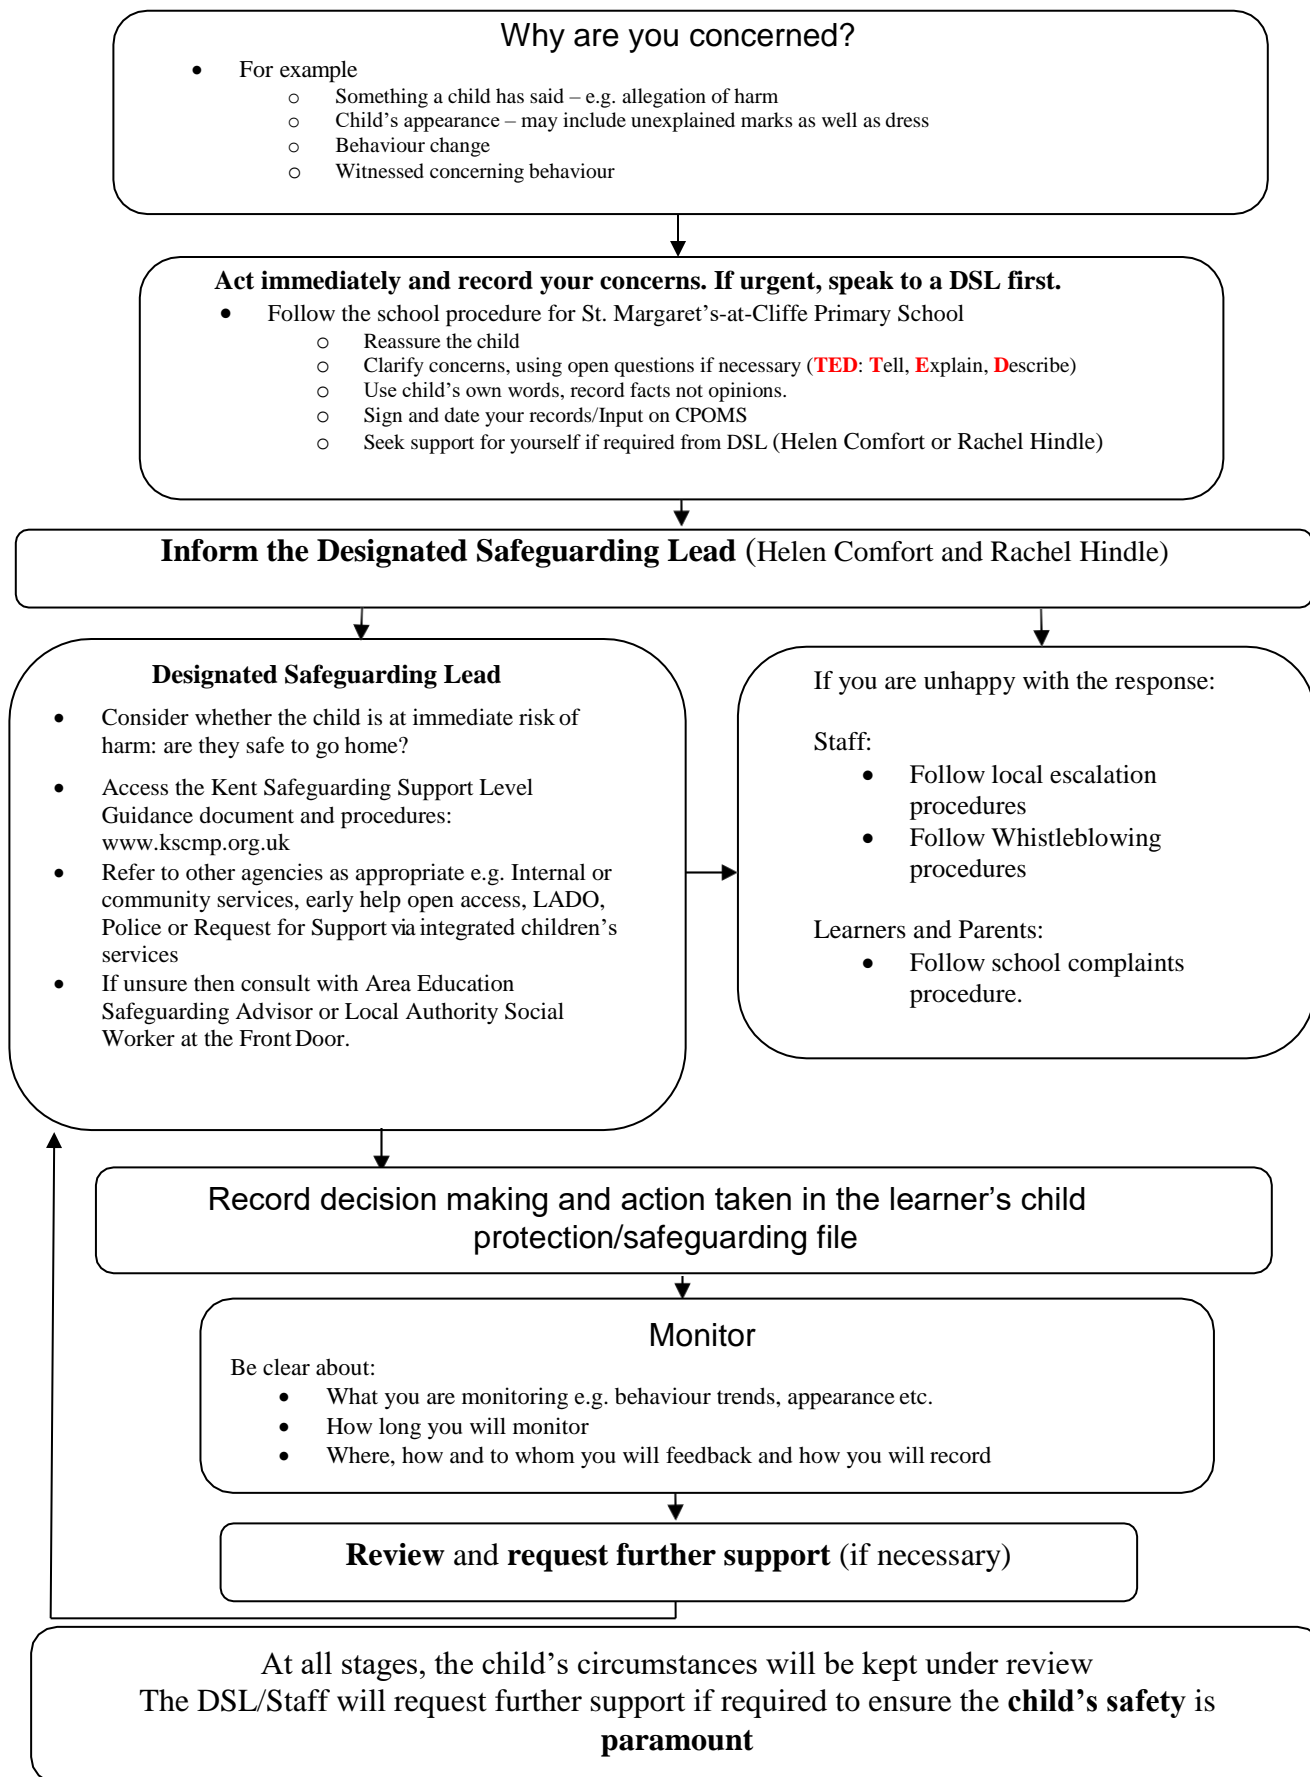 Why are you concerned?
• For example
o Something a child has said – e.g. allegation of harm
o Child's appearance – may include unexplained marks as well as dress
o Behaviour change
o Witnessed concerning behaviour
Act immediately and record your concerns. If urgent, speak to a DSL first.
• Follow the school procedure for St. Margaret's-at-Cliffe Primary School
o Reassure the child
o Clarify concerns, using open questions if necessary (TED: Tell, Explain, Describe)
o Use child's own words, record facts not opinions.
o Sign and date your records/Input on CPOMS
o Seek support for yourself if required from DSL (Helen Comfort or Rachel Hindle)
Inform the Designated Safeguarding Lead (Helen Comfort and Rachel Hindle)
Designated Safeguarding Lead
• Consider whether the child is at immediate risk of
harm: are they safe to go home?
• Access the Kent Safeguarding Support Level
Guidance document and procedures:
www.kscmp.org.uk
• Refer to other agencies as appropriate e.g. Internal or
community services, early help open access, LADO,
Police or Request for Support via integrated children's
services
• If unsure then consult with Area Education
Safeguarding Advisor or Local Authority Social
Worker at the Front Door.
If you are unhappy with the response:
Staff:
• Follow local escalation
procedures
• Follow Whistleblowing
procedures
Learners and Parents:
• Follow school complaints
procedure.
Record decision making and action taken in the learner's child
protection/safeguarding file
Monitor
Be clear about:
• What you are monitoring e.g. behaviour trends, appearance etc.
• How long you will monitor
• Where, how and to whom you will feedback and how you will record
Review and request further support (if necessary)
At all stages, the child's circumstances will be kept under review
The DSL/Staff will request further support if required to ensure the child's safety is
paramount